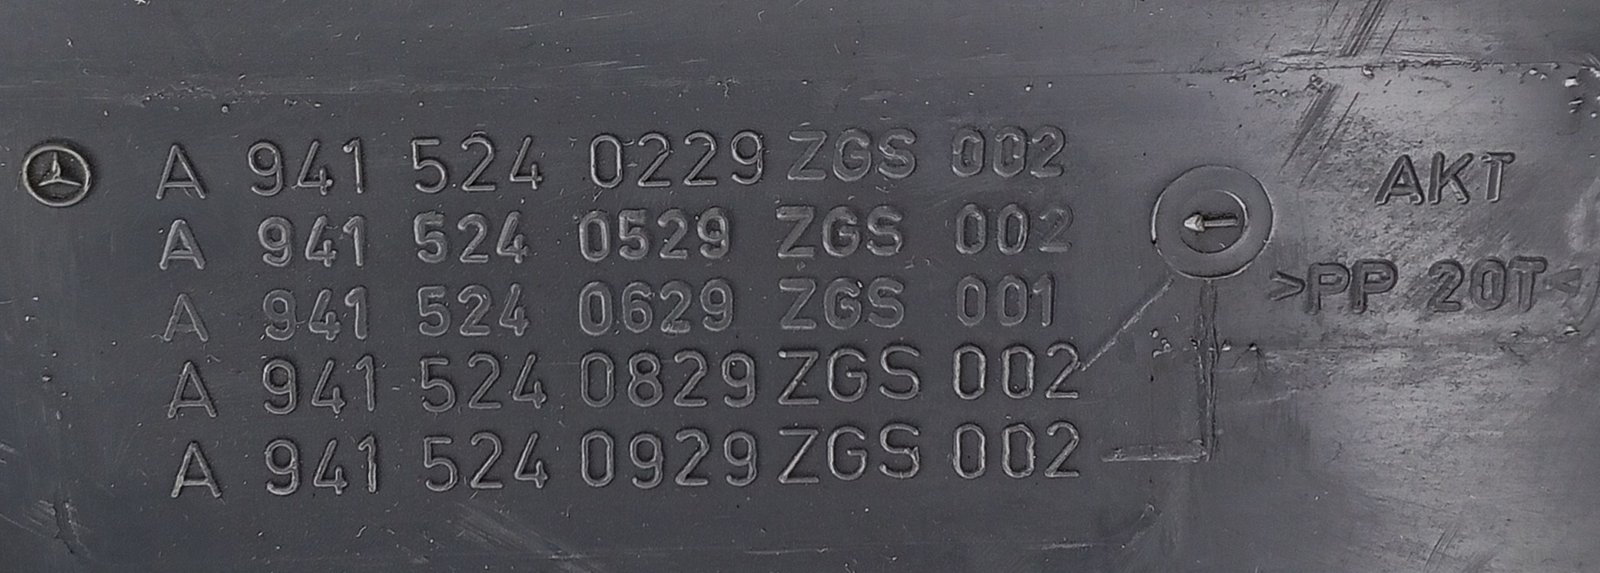 A 941 524 0229 ZGS 002
A 941 524 0529 ZGS 002
A 941 524 0629 ZGS 001
A 941 524 0829 ZGS 002
A 941 524 0929 ZGS 002
AKT
>PP 20T<